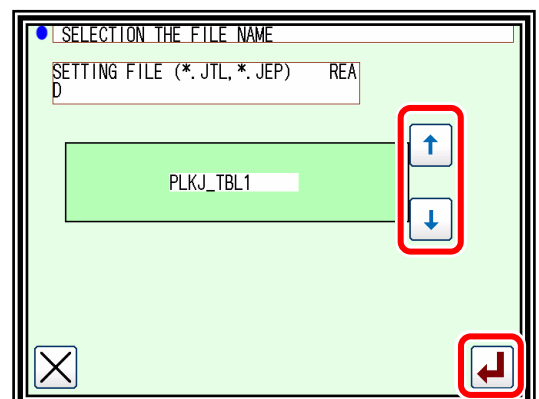 SELECTION THE FILE NAME
SETTING FILE (*.JTL,*.JEP)    REA
D
PLKJ_TBL1